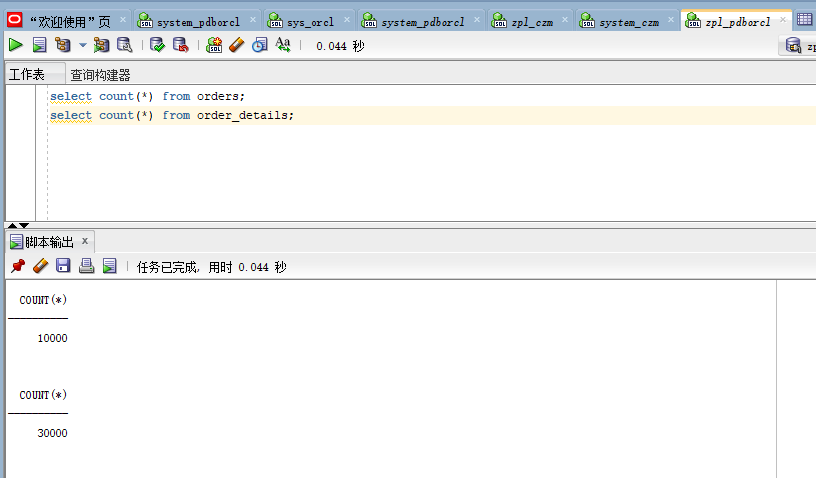 “欢迎使用”页 system_pdborcl sys_orcl system_pdborcl zpl_czm system_czm zpl_pdborcl
0.044 秒
工作表 查询构建器
select count(*) from orders;
select count(*) from order_details;
脚本输出 x
任务已完成, 用时 0.044 秒
COUNT(*)
----------
10000
COUNT(*)
----------
30000